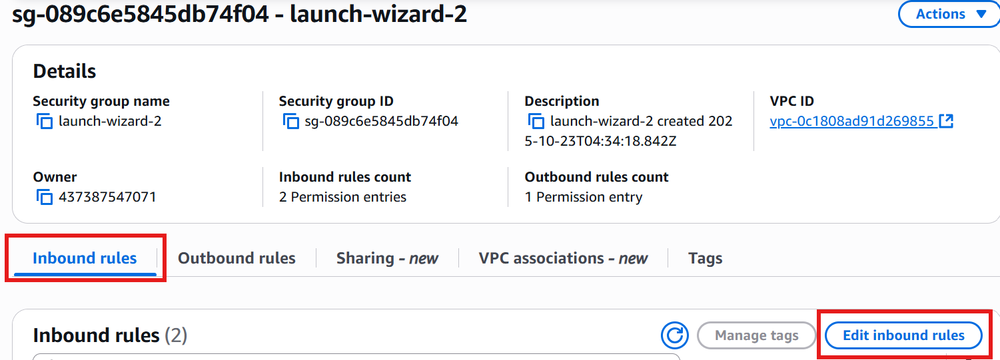 sg-089c6e5845db74f04 - launch-wizard-2
Actions
Details
Security group name
launch-wizard-2
Security group ID
sg-089c6e5845db74f04
Description
launch-wizard-2 created 202
5-10-23T04:34:18.842Z
VPC ID
vpc-0c1808ad91d269855
Owner
437387547071
Inbound rules count
2 Permission entries
Outbound rules count
1 Permission entry
Inbound rules
Outbound rules
Sharing - new
VPC associations - new
Tags
Inbound rules (2)
Manage tags
Edit inbound rules